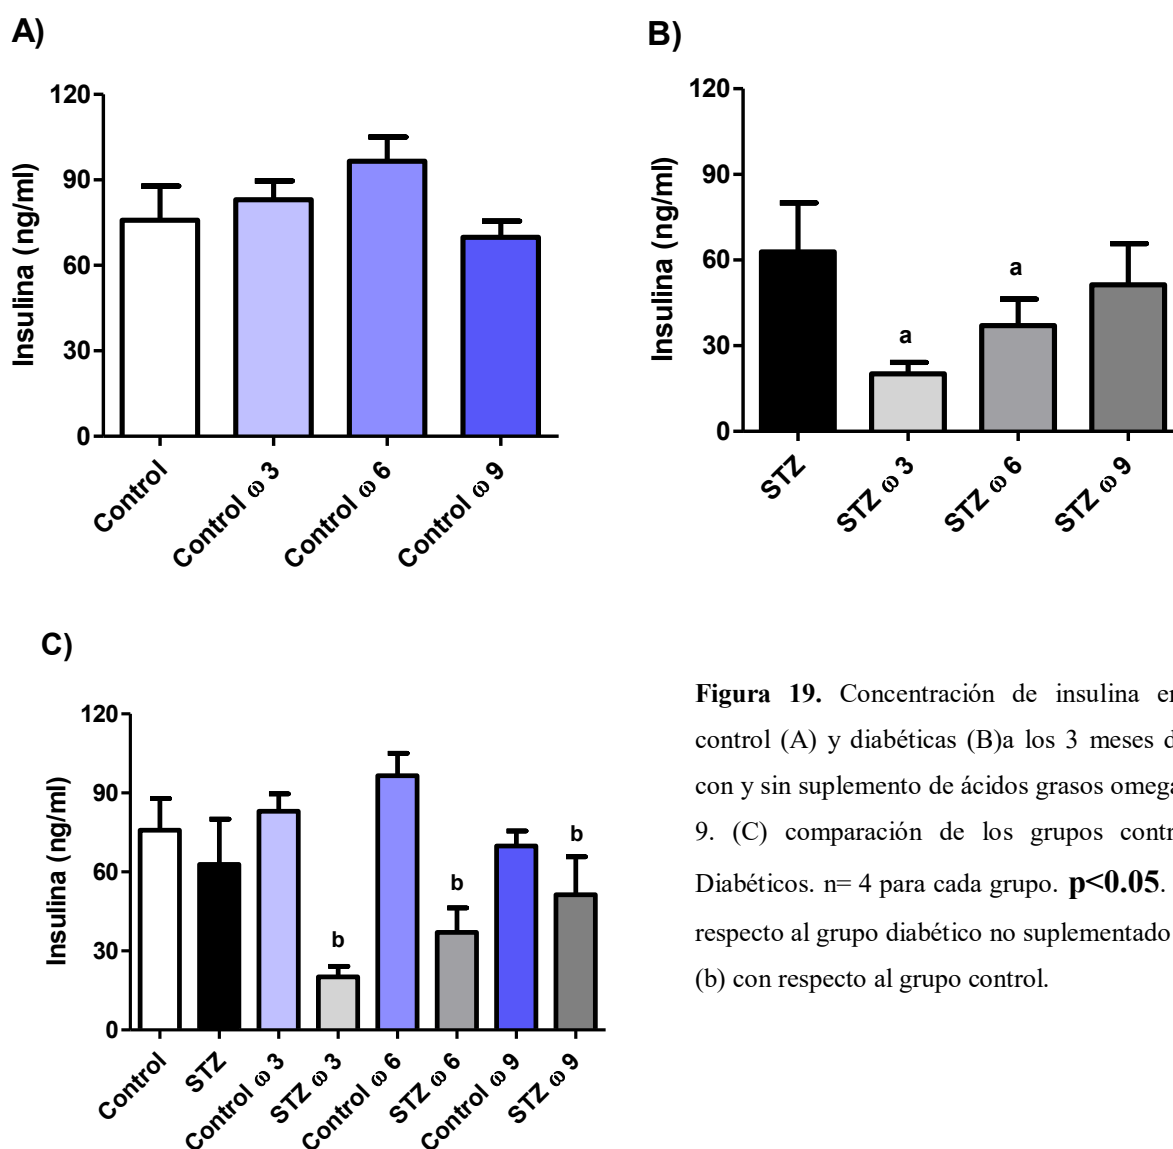 A)
120
90
60
30
0
Insulina (ng/ml)
Control
Control ω 3
Control ω 6
Control ω 9
B)
120
90
60
30
0
Insulina (ng/ml)
a
a
STZ
STZ ω 3
STZ ω 6
STZ ω 9
C)
120
90
60
30
0
Insulina (ng/ml)
b
b
b
Control
STZ
Control ω 3
STZ ω 3
Control ω 6
STZ ω 6
Control ω 9
STZ ω 9
Figura 19. Concentración de insulina en
control (A) y diabéticas (B)a los 3 meses d
con y sin suplemento de ácidos grasos omega
9. (C) comparación de los grupos contr
Diabéticos. n= 4 para cada grupo. p<0.05.
respecto al grupo diabético no suplementado
(b) con respecto al grupo control.